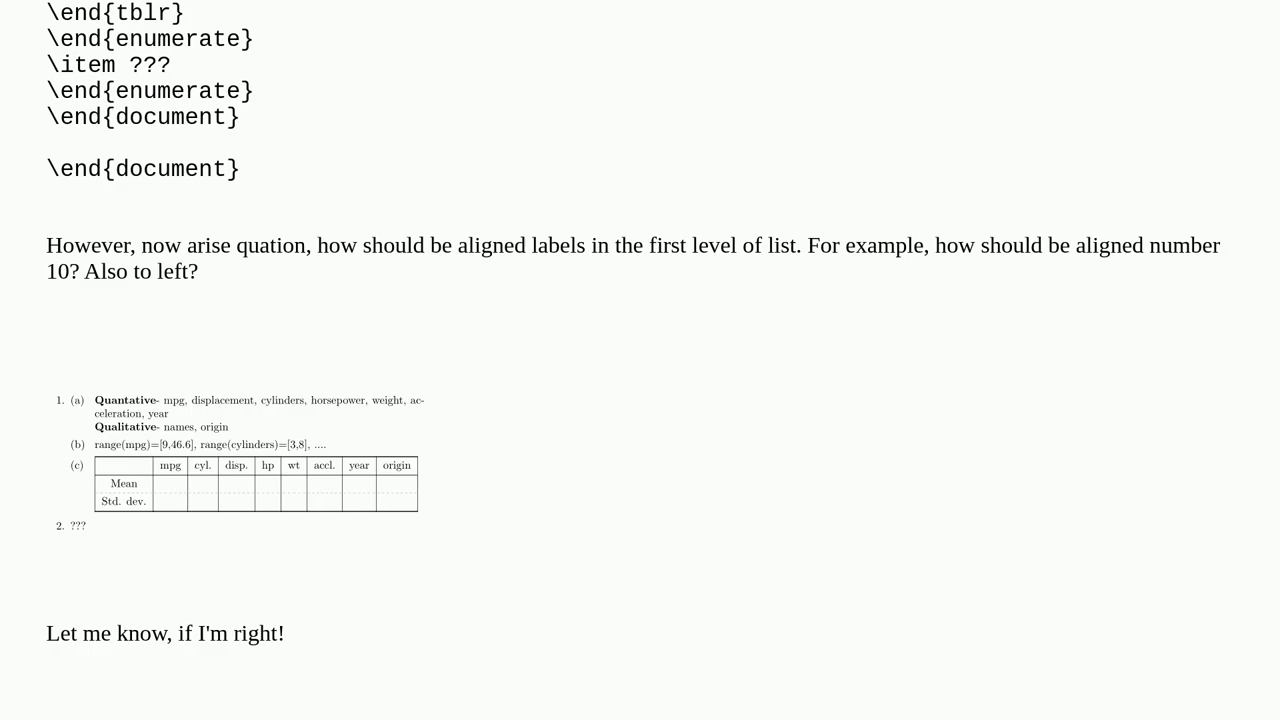 \end{tblr}
\end{enumerate}
\item ???
\end{enumerate}
\end{document}
\end{document}
However, now arise quation, how should be aligned labels in the first level of list. For example, how should be aligned number
10? Also to left?
1. (a) Quantative- mpg, displacement, cylinders, horsepower, weight, ac-
celeration, year
Qualitative- names, origin
(b) range(mpg)=[9,46.6], range(cylinders)=[3,8], ....
(c) mpg cyl. disp. hp wt accl. year origin
Mean
Std. dev.
2. ???
Let me know, if I'm right!